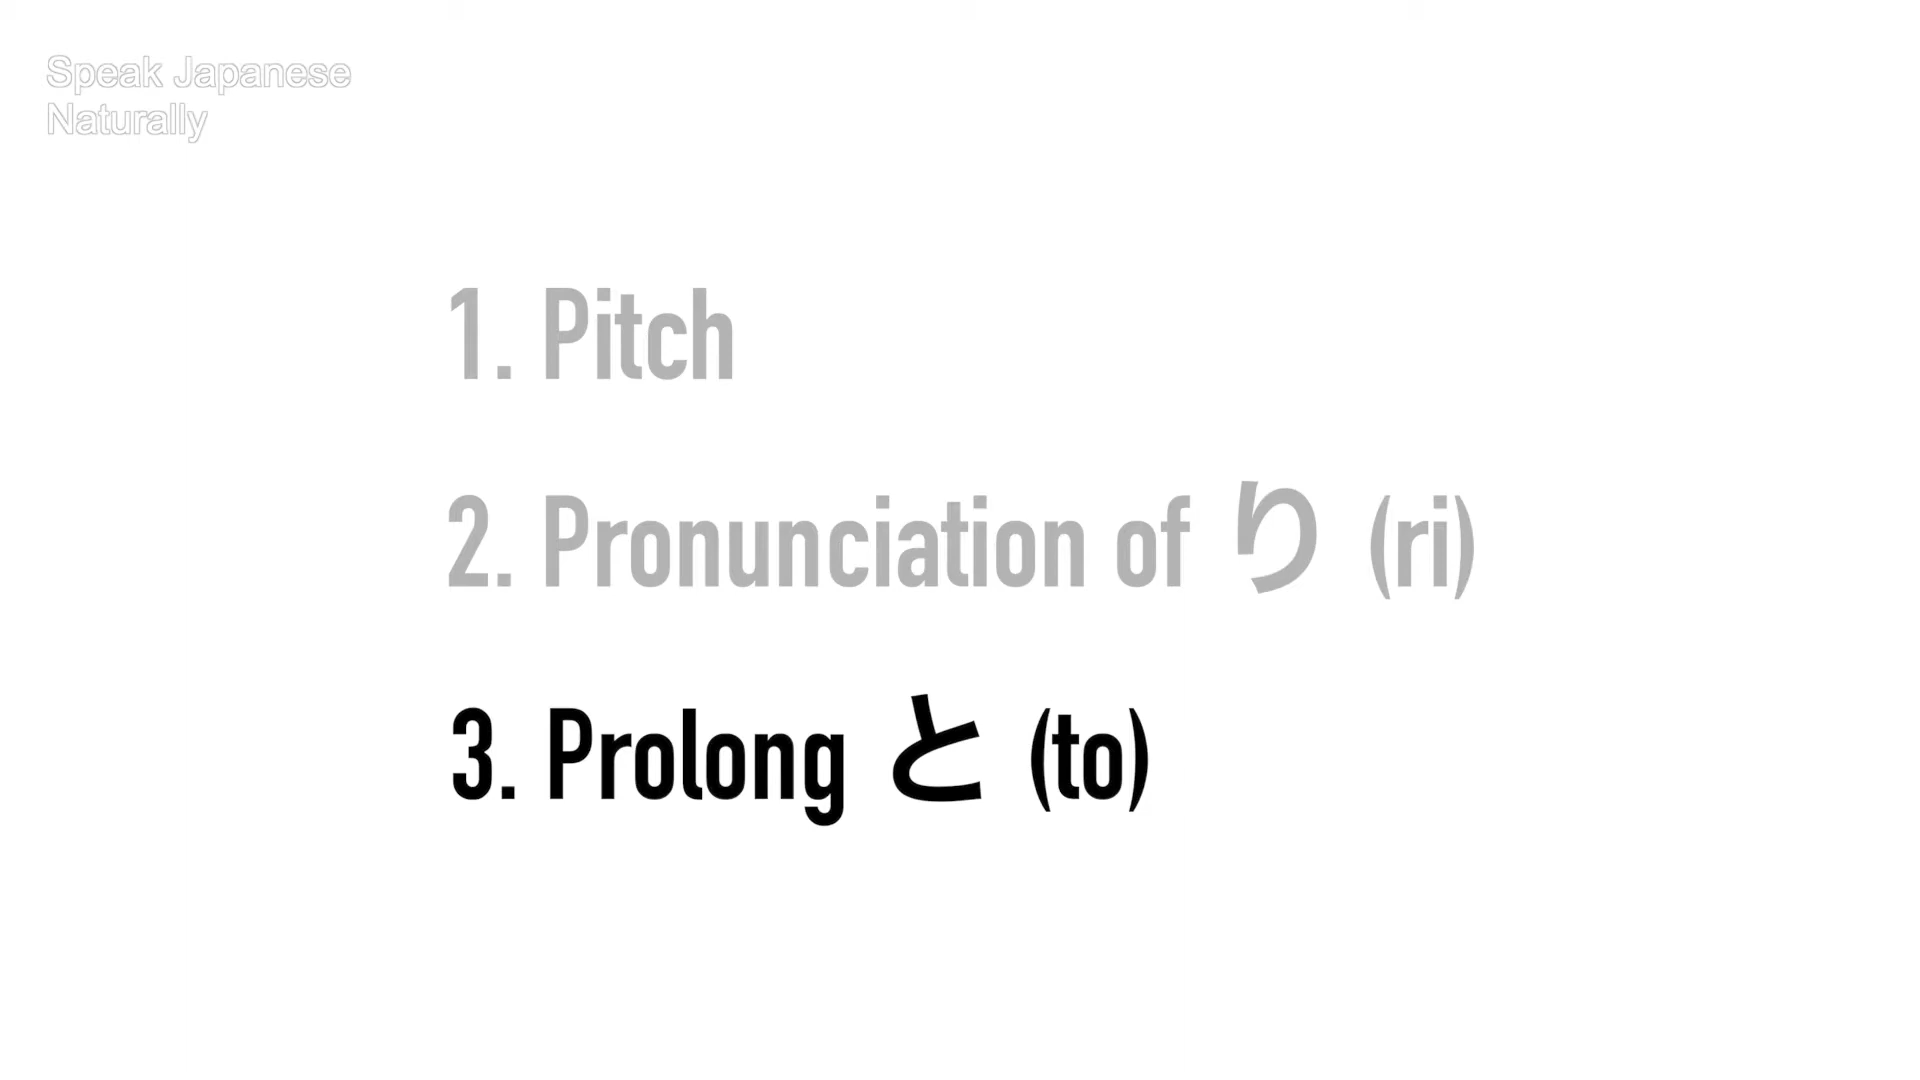 Speak Japanese
Naturally
1. Pitch
2. Pronunciation of り (ri)
3. Prolong と (to)